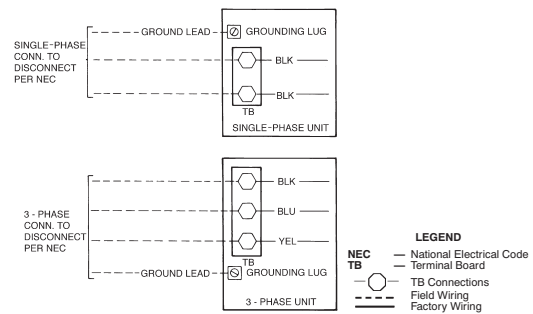 GROUND LEAD
GROUNDING LUG
SINGLE-PHASE
CONN. TO
DISCONNECT
PER NEC
BLK
BLK
TB
SINGLE-PHASE UNIT
BLK
3 - PHASE
CONN. TO
DISCONNECT
PER NEC
BLU
YEL
TB
GROUND LEAD
GROUNDING LUG
3 - PHASE UNIT
LEGEND
NEC — National Electrical Code
TB — Terminal Board
TB Connections
Field Wiring
Factory Wiring